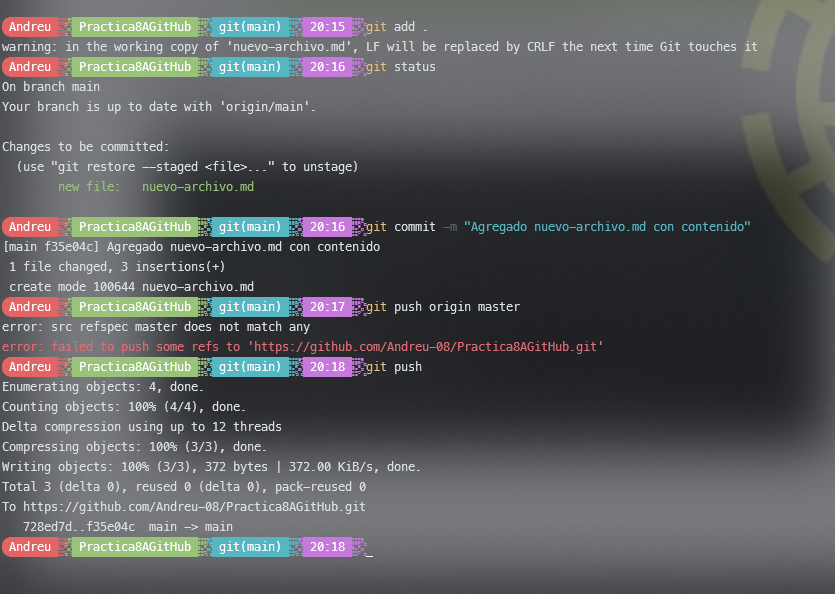 Andreu Practica8AGitHub git(main) 20:15 git add .
warning: in the working copy of 'nuevo-archivo.md', LF will be replaced by CRLF the next time Git touches it
Andreu Practica8AGitHub git(main) 20:16 git status
On branch main
Your branch is up to date with 'origin/main'.
Changes to be committed:
(use "git restore --staged <file>..." to unstage)
new file: nuevo-archivo.md
Andreu Practica8AGitHub git(main) 20:16 git commit -m "Agregado nuevo-archivo.md con contenido"
[main f35e04c] Agregado nuevo-archivo.md con contenido
1 file changed, 3 insertions(+)
create mode 100644 nuevo-archivo.md
Andreu Practica8AGitHub git(main) 20:17 git push origin master
error: src refspec master does not match any
error: failed to push some refs to 'https://github.com/Andreu-08/Practica8AGitHub.git'
Andreu Practica8AGitHub git(main) 20:18 git push
Enumerating objects: 4, done.
Counting objects: 100% (4/4), done.
Delta compression using up to 12 threads
Compressing objects: 100% (3/3), done.
Writing objects: 100% (3/3), 372 bytes | 372.00 KiB/s, done.
Total 3 (delta 0), reused 0 (delta 0), pack-reused 0
To https://github.com/Andreu-08/Practica8AGitHub.git
728ed7d..f35e04c main -> main
Andreu Practica8AGitHub git(main) 20:18